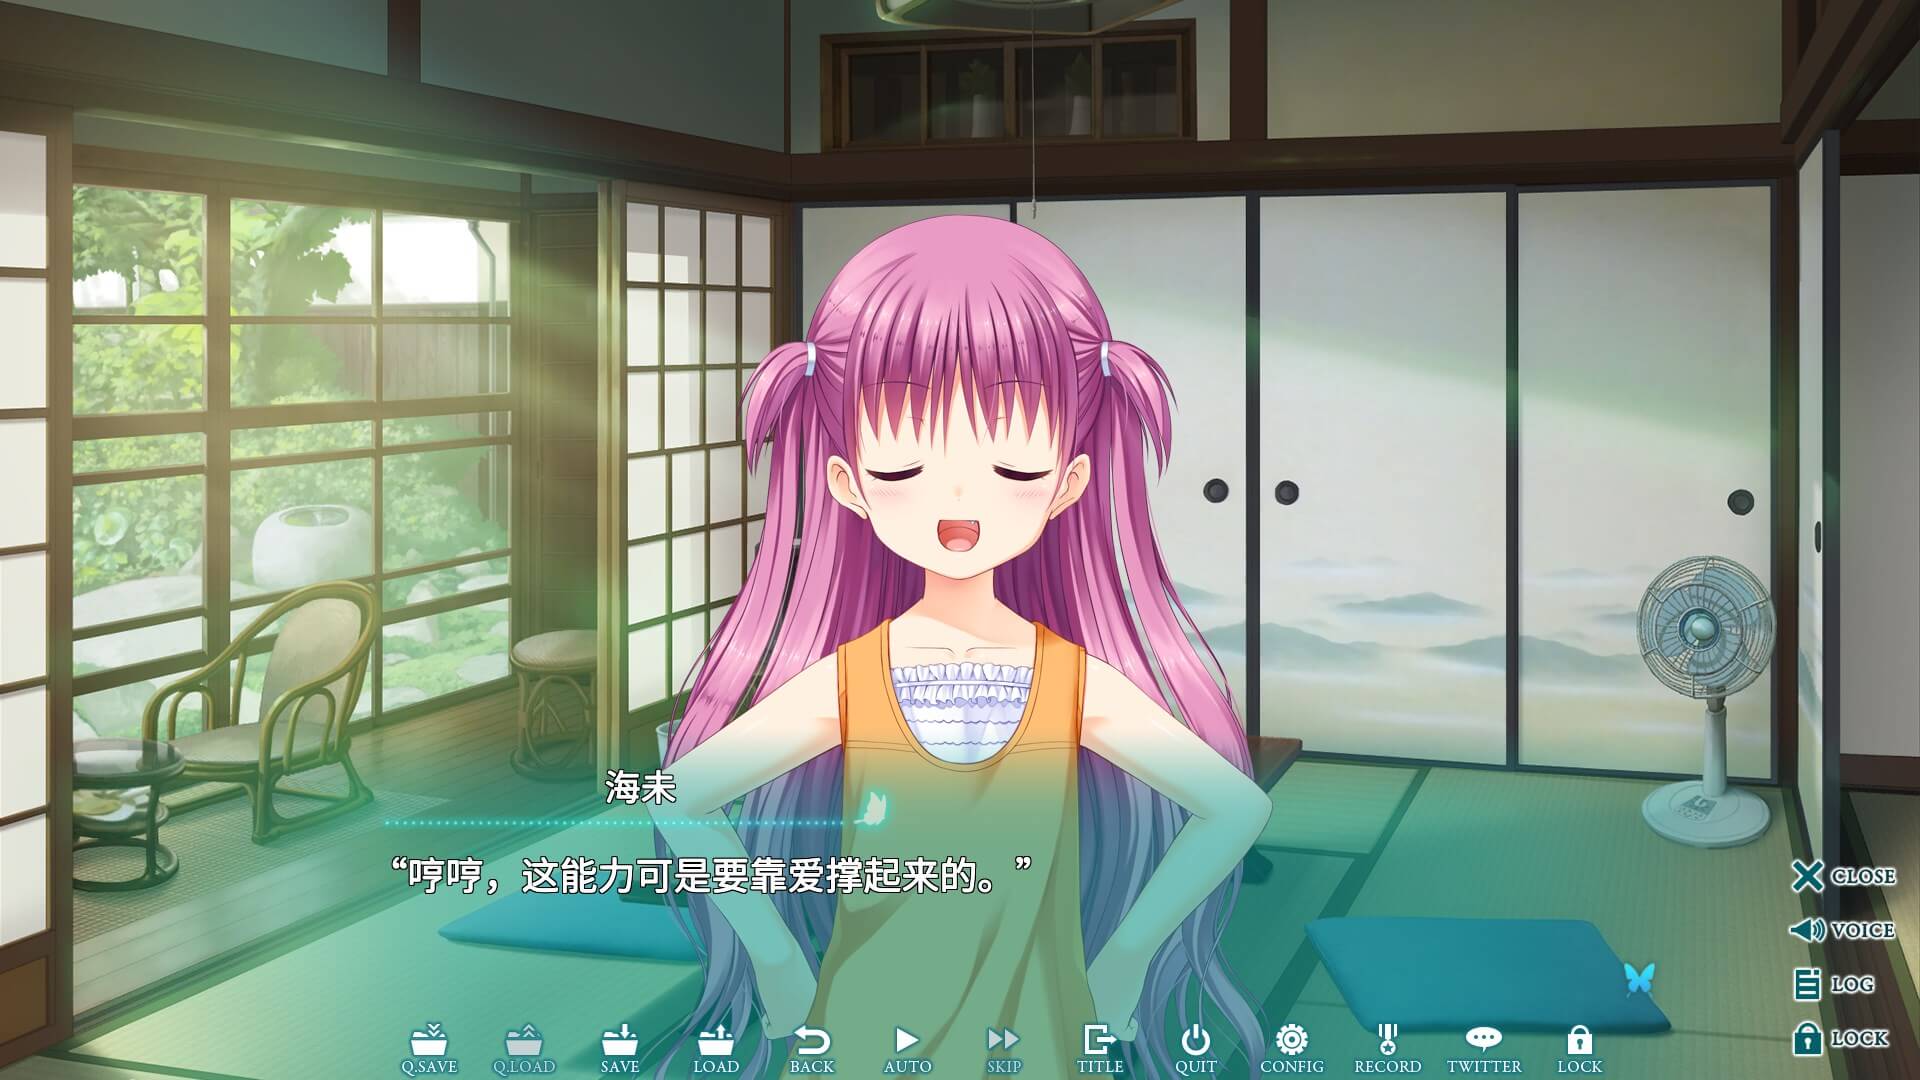 海未
“哼哼，这能力可是要靠爱撑起来的。”
CLOSE
VOICE
LOG
LOCK
Q.SAVE Q.LOAD SAVE LOAD BACK AUTO SKIP TITLE QUIT CONFIG RECORD TWITTER LOCK